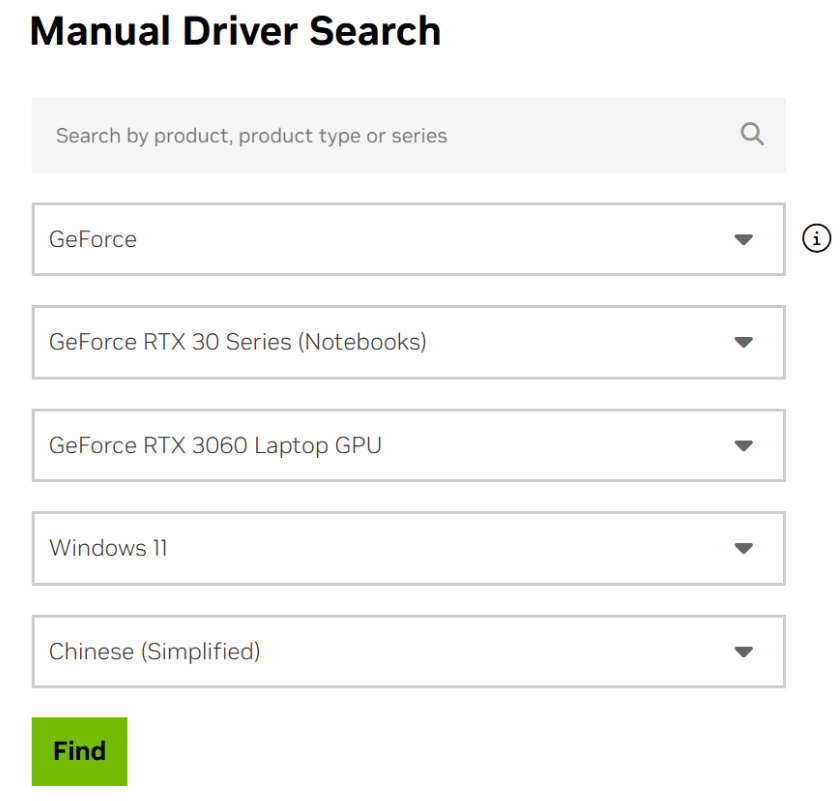 Manual Driver Search
Search by product, product type or series
GeForce
GeForce RTX 30 Series (Notebooks)
GeForce RTX 3060 Laptop GPU
Windows 11
Chinese (Simplified)
Find